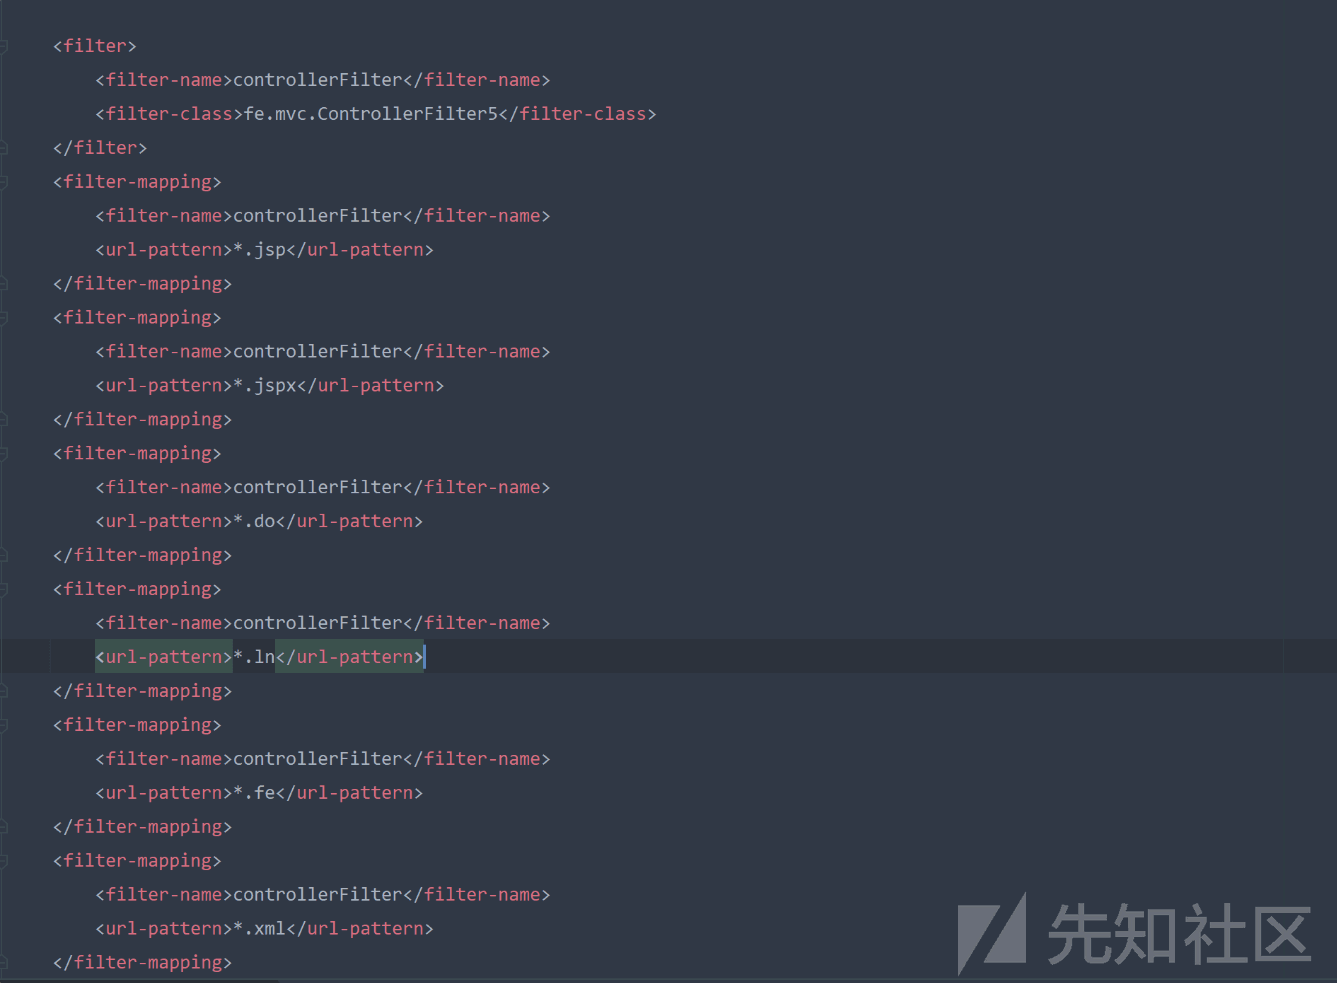 <filter>
<filter-name>controllerFilter</filter-name>
<filter-class>fe.mvc.ControllerFilter5</filter-class>
</filter>
<filter-mapping>
<filter-name>controllerFilter</filter-name>
<url-pattern>*.jsp</url-pattern>
</filter-mapping>
<filter-mapping>
<filter-name>controllerFilter</filter-name>
<url-pattern>*.jspx</url-pattern>
</filter-mapping>
<filter-mapping>
<filter-name>controllerFilter</filter-name>
<url-pattern>*.do</url-pattern>
</filter-mapping>
<filter-mapping>
<filter-name>controllerFilter</filter-name>
<url-pattern>*.ln</url-pattern>
</filter-mapping>
<filter-mapping>
<filter-name>controllerFilter</filter-name>
<url-pattern>*.fe</url-pattern>
</filter-mapping>
<filter-mapping>
<filter-name>controllerFilter</filter-name>
<url-pattern>*.xml</url-pattern>
</filter-mapping>
先知社区